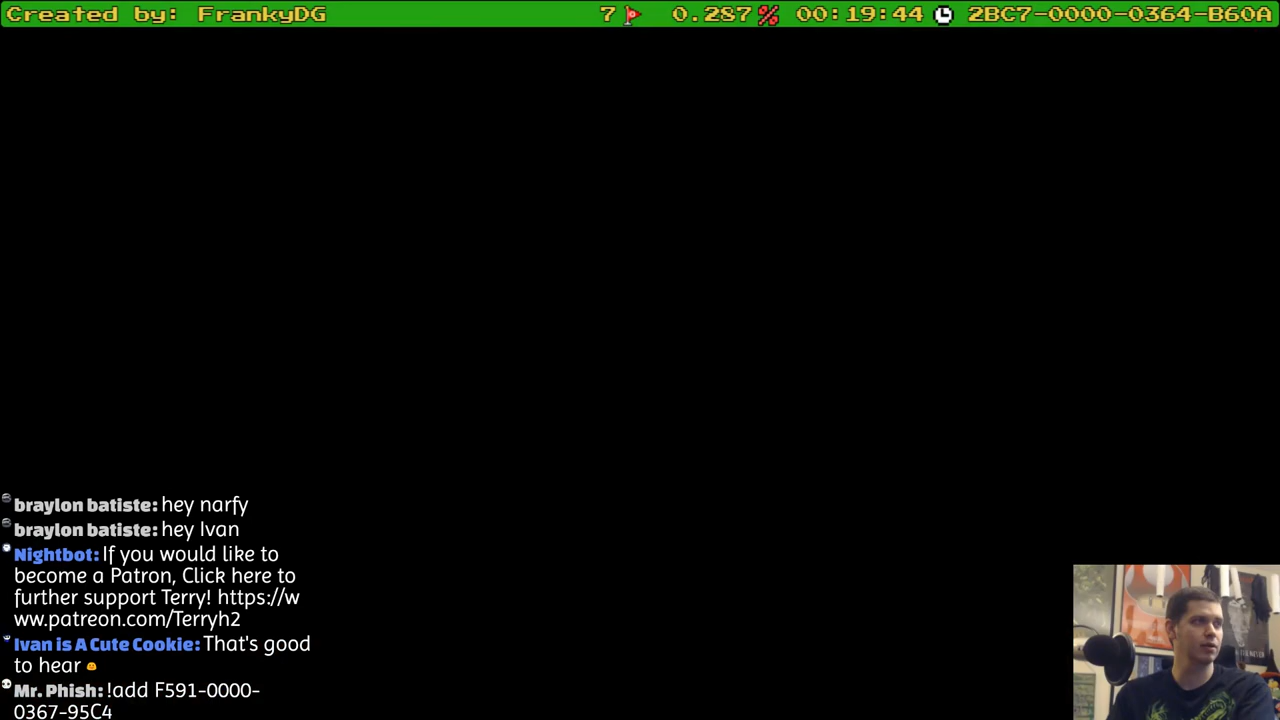 Created by: FrankyDG 7 0.287% 00:19:44 2BC7-0000-0364-B60A
braylon batiste: hey narfy
braylon batiste: hey Ivan
Nightbot: If you would like to
become a Patron, Click here to
further support Terry! https://w
ww.patreon.com/Terryh2
Ivan is A Cute Cookie: That's good
to hear
Mr. Phish: !add F591-0000-
0367-95C4